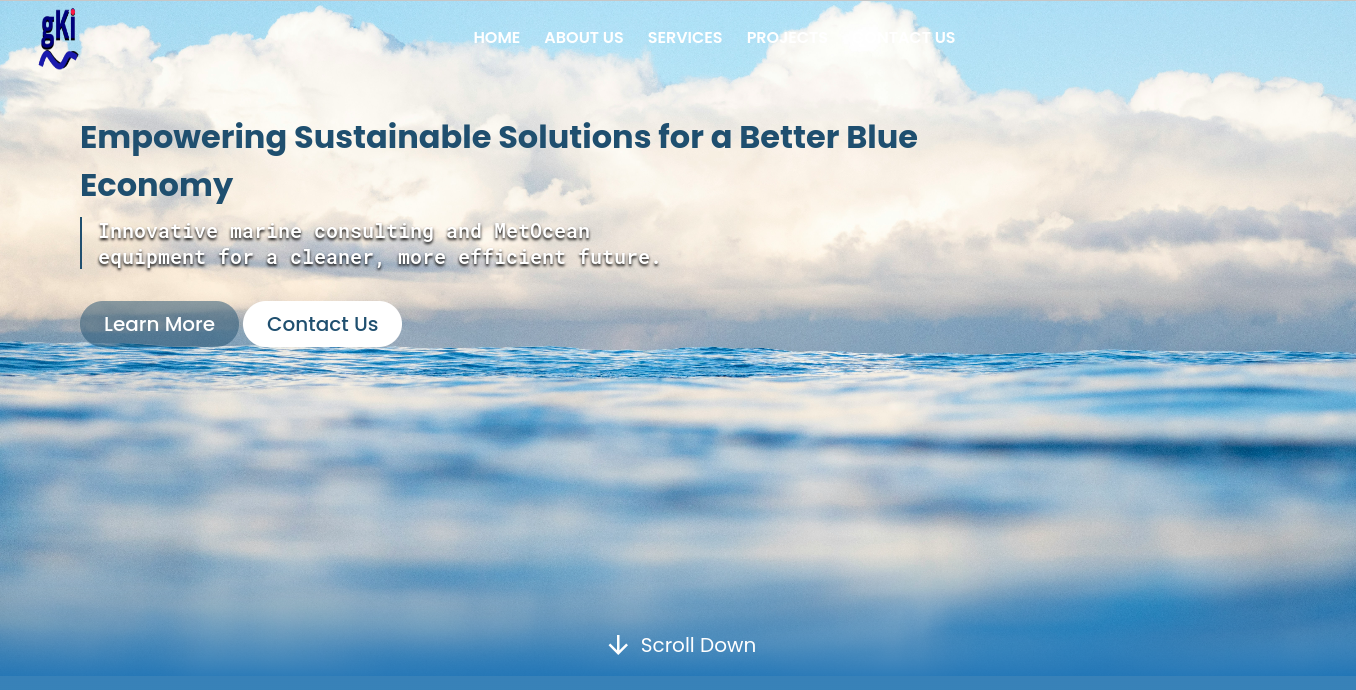 gKi
HOME ABOUT US SERVICES PROJECTS CONTACT US
Empowering Sustainable Solutions for a Better Blue
Economy
Innovative marine consulting and MetOcean
equipment for a cleaner, more efficient future.
Learn More Contact Us
Scroll Down